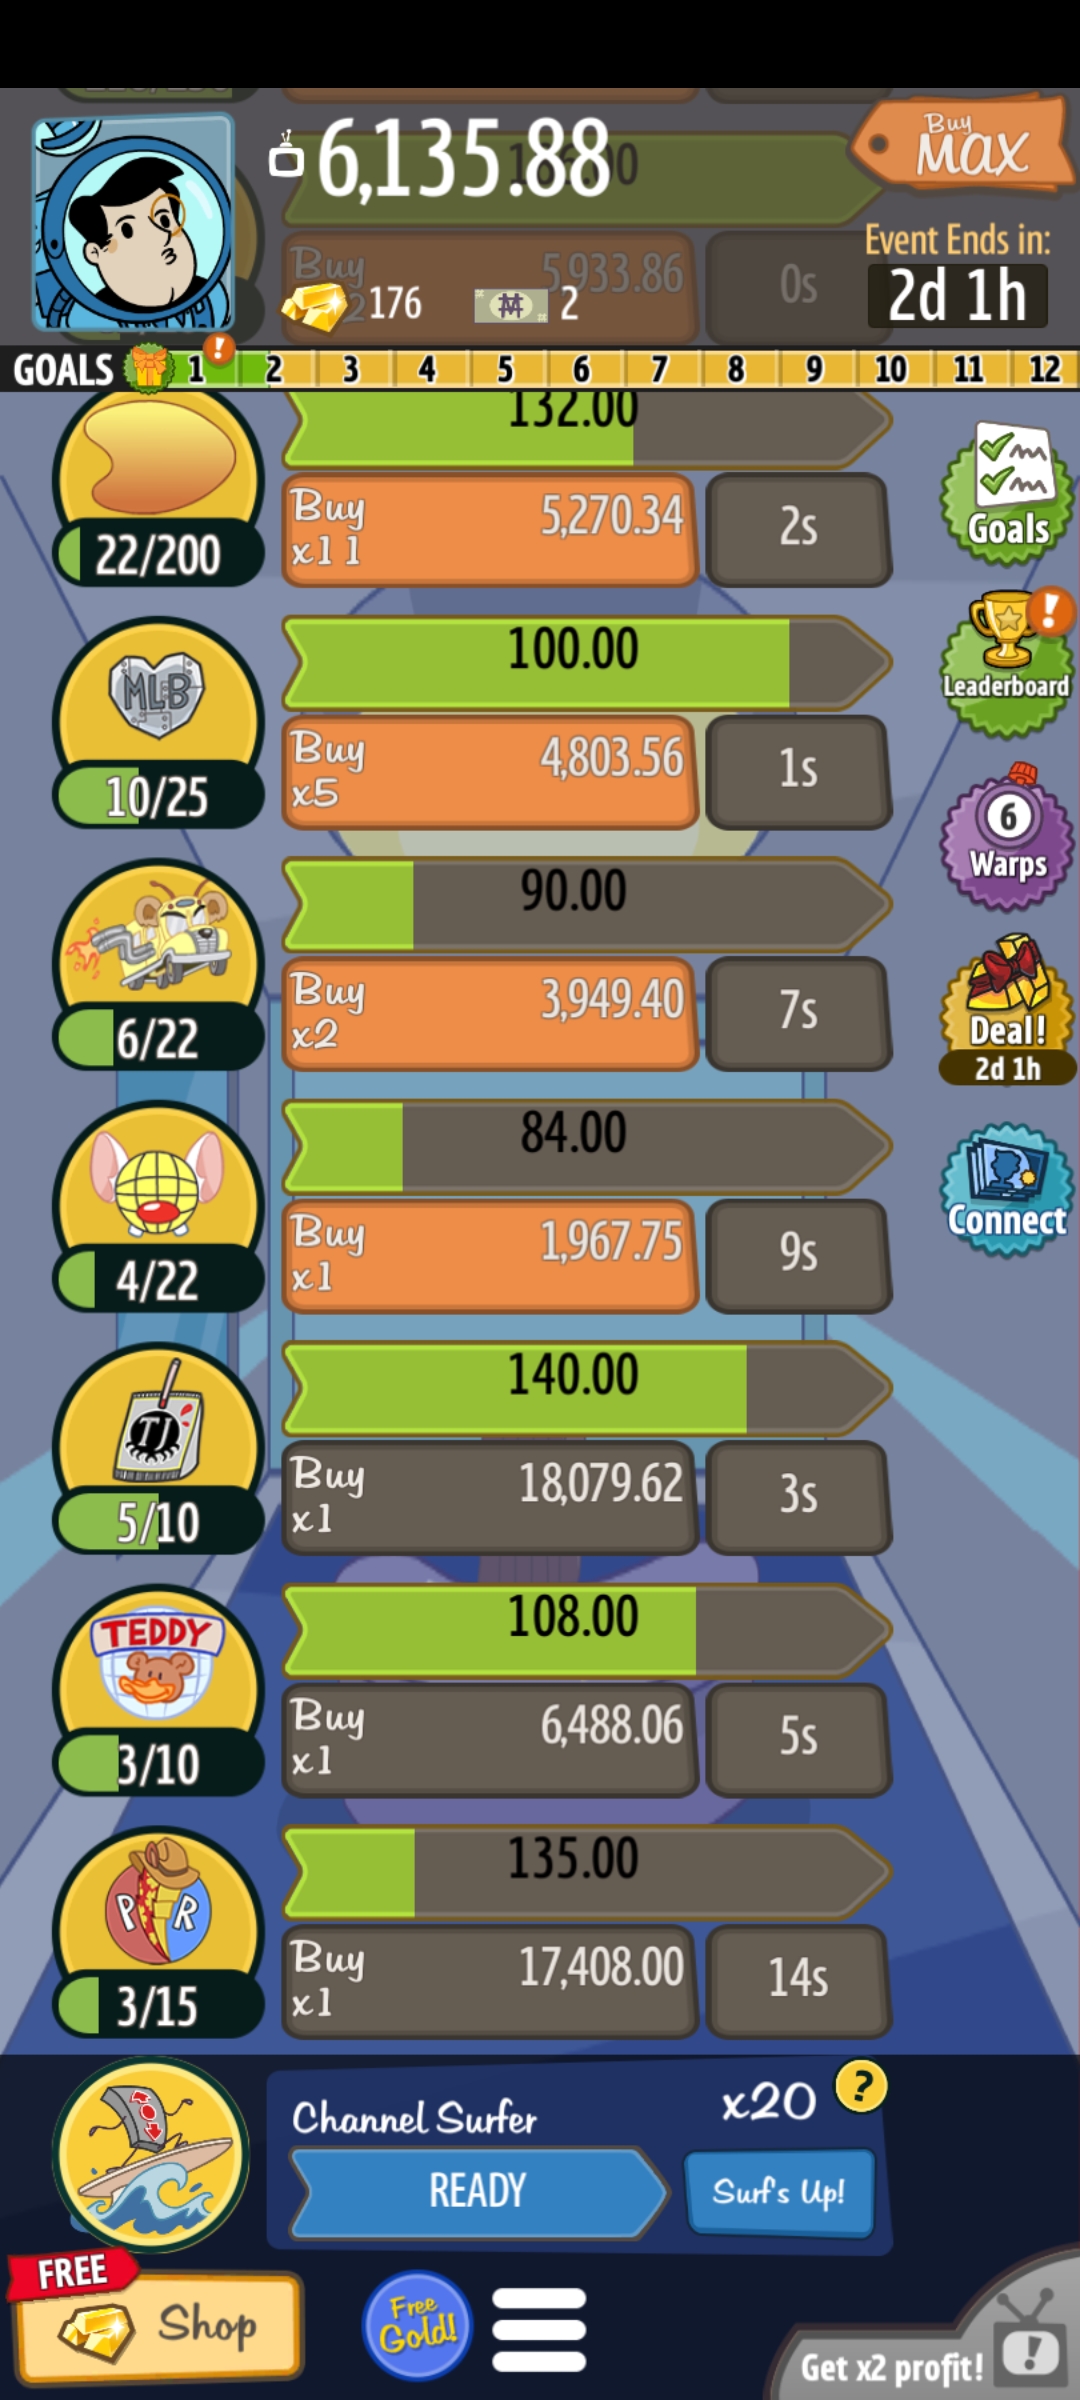 6,135.88
Buy
MAX
Buy
5,933.86
0s
176
2
Event Ends in:
2d 1h
GOALS
1
!
2
3
4
5
6
7
8
9
10
11
12
132.00
22/200
Buy
x11
5,270.34
2s
Goals
100.00
MLB
10/25
Buy
x5
4,803.56
1s
!
Leaderboard
90.00
6/22
Buy
x2
3,949.40
7s
6
Warps
Deal!
2d 1h
84.00
4/22
Buy
x1
1,967.75
9s
Connect
140.00
TJ
5/10
Buy
x1
18,079.62
3s
108.00
TEDDY
3/10
Buy
x1
6,488.06
5s
135.00
P R
3/15
Buy
x1
17,408.00
14s
Channel Surfer
x20
?
READY
Surf's Up!
FREE
Shop
Free
Gold!
Get x2 profit!
!